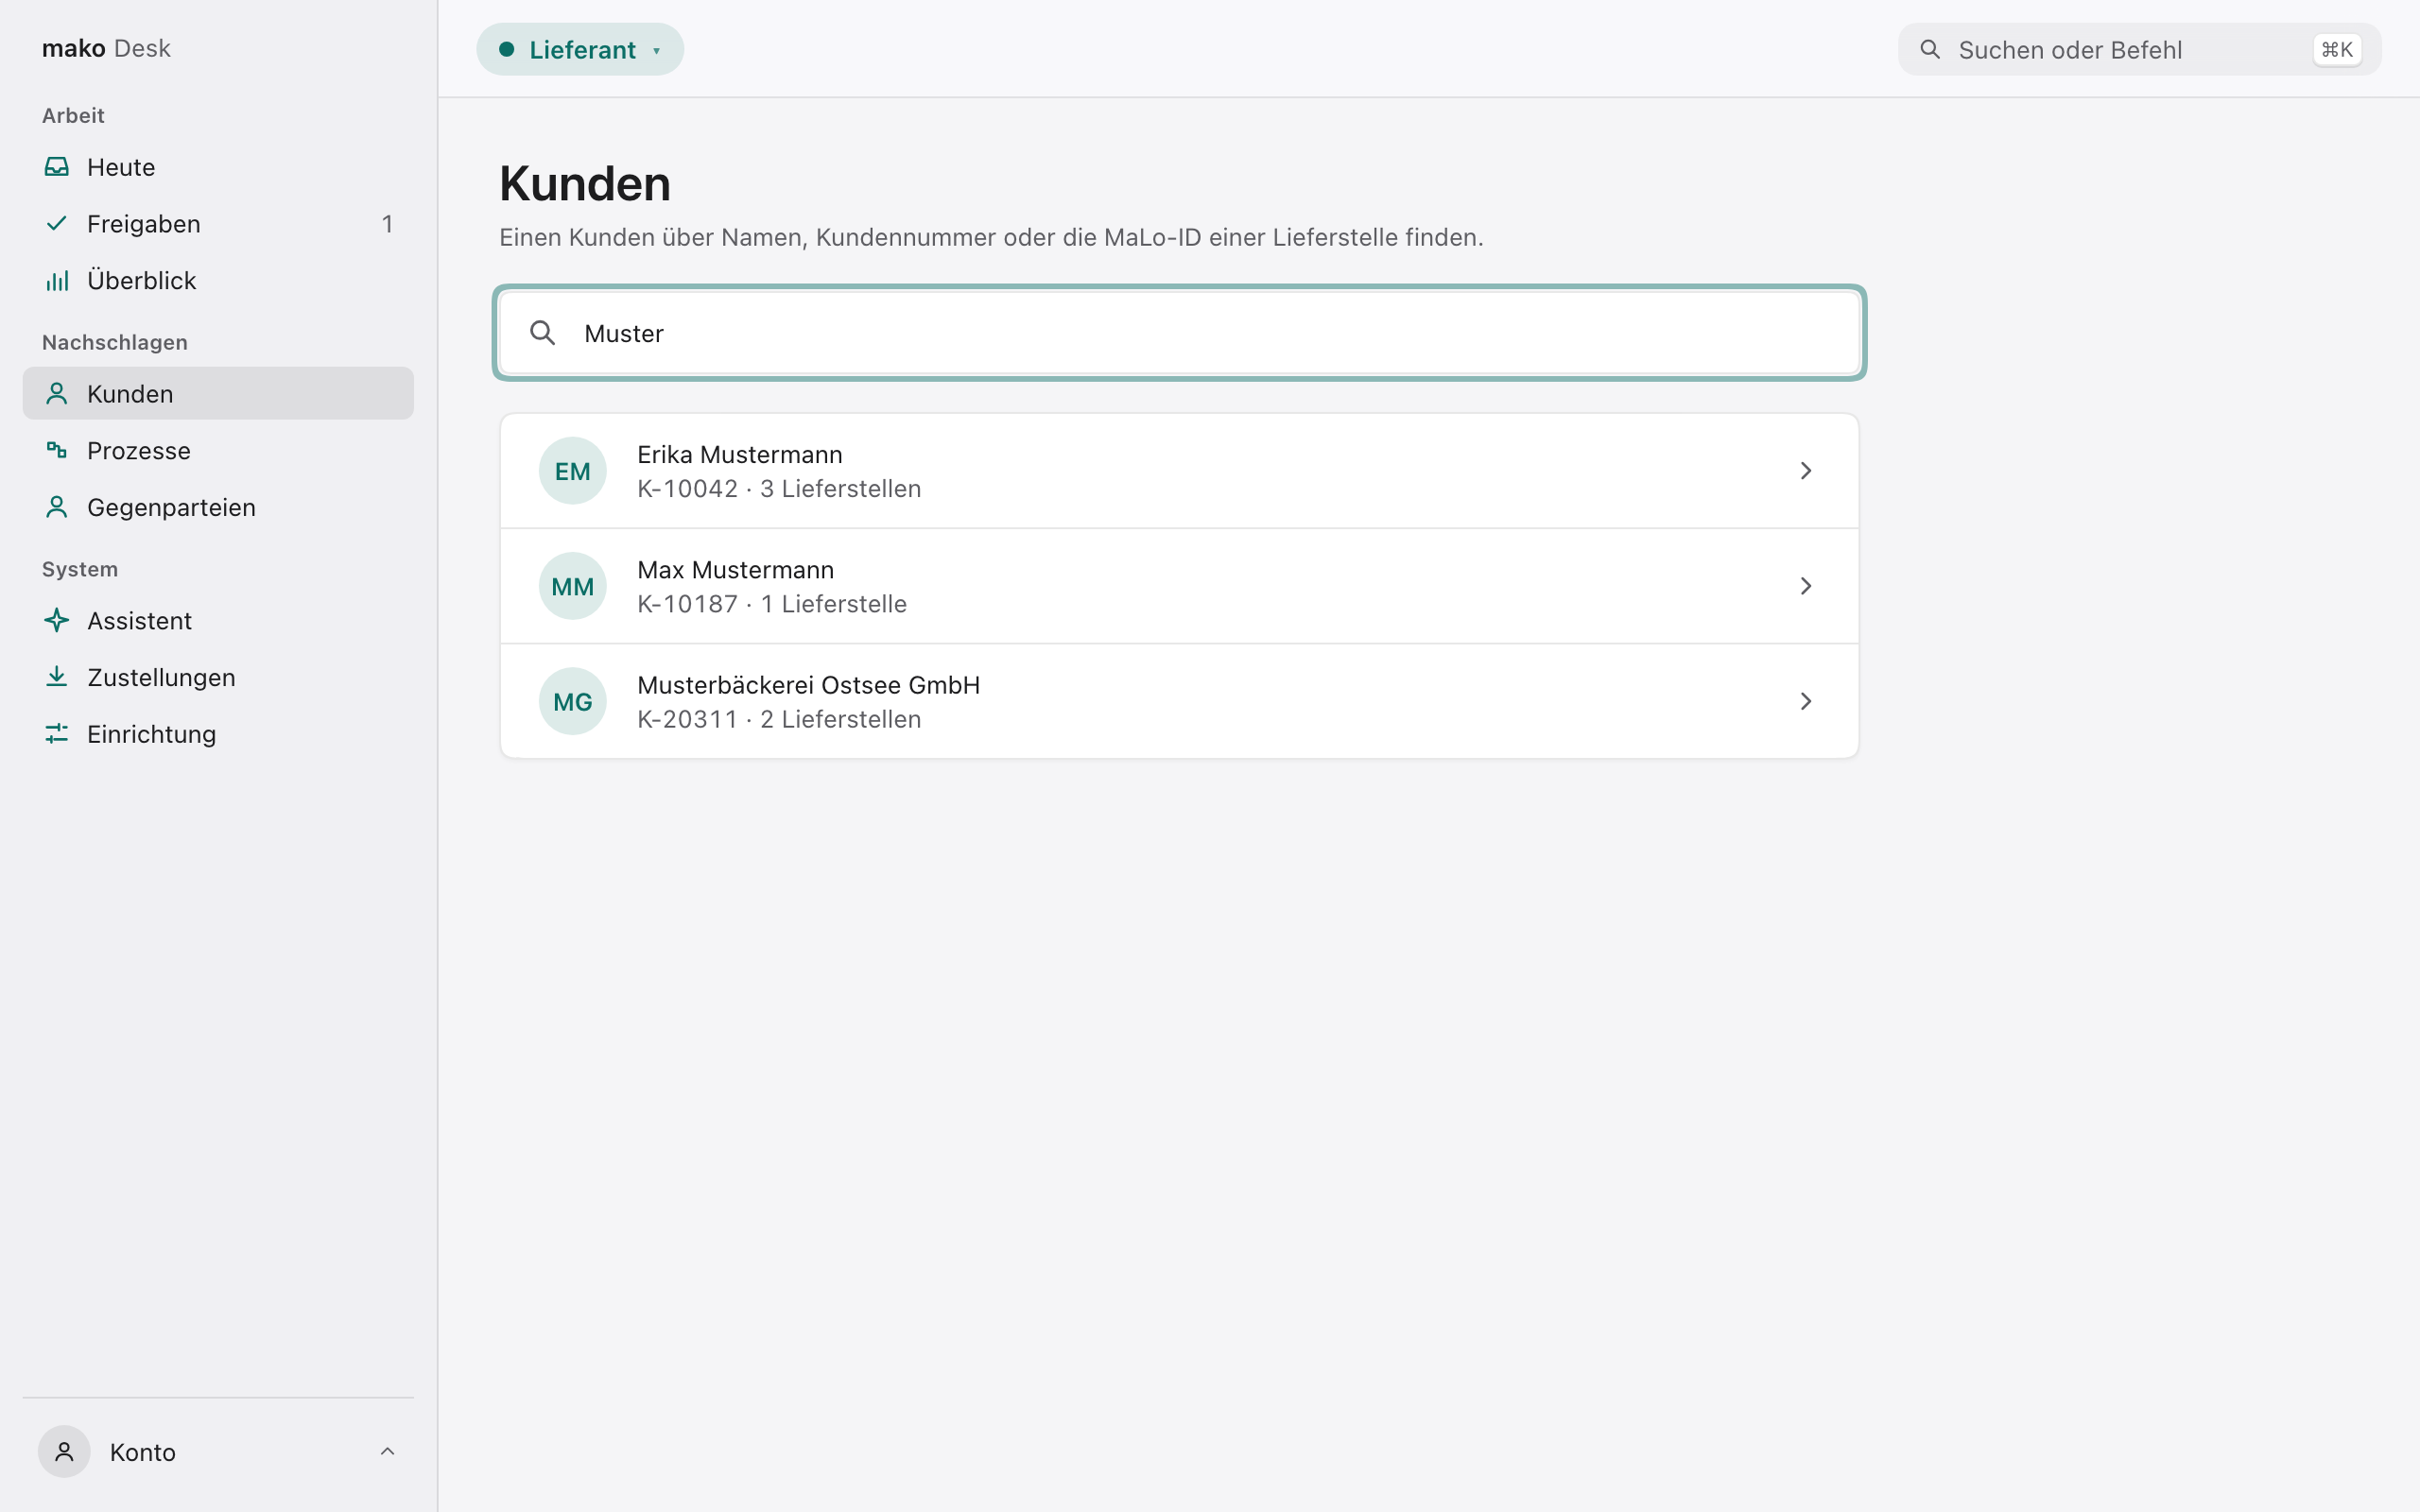 mako Desk
Arbeit
Heute
Freigaben 1
Überblick
Nachschlagen
Kunden
Prozesse
Gegenparteien
System
Assistent
Zustellungen
Einrichtung
Konto
Lieferant
Suchen oder Befehl ⌘K
Kunden
Einen Kunden über Namen, Kundennummer oder die MaLo-ID einer Lieferstelle finden.
Muster
EM
Erika Mustermann
K-10042 · 3 Lieferstellen
MM
Max Mustermann
K-10187 · 1 Lieferstelle
MG
Musterbäckerei Ostsee GmbH
K-20311 · 2 Lieferstellen